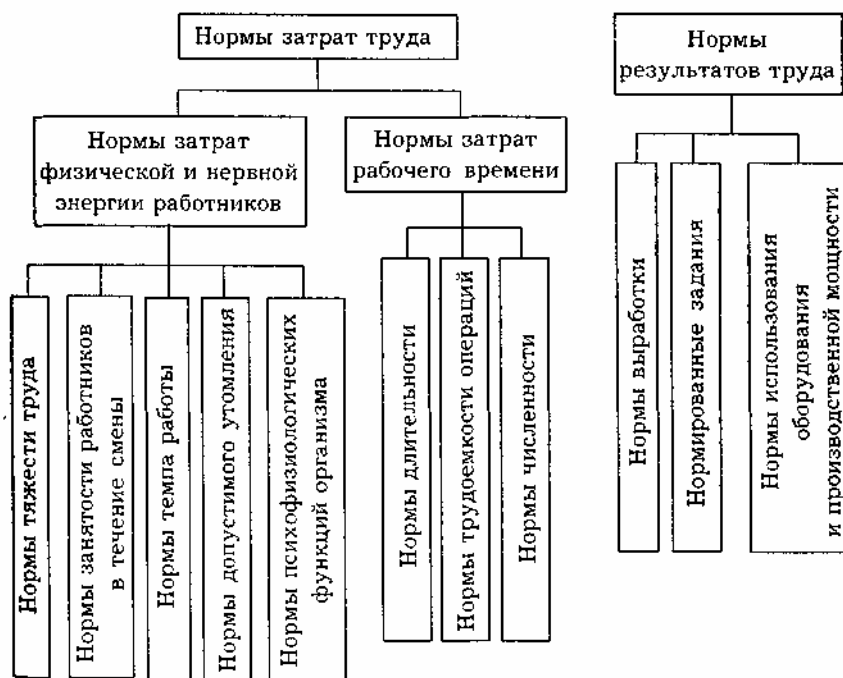 Нормы затрат труда
Нормы
результатов труда
Нормы затрат
физической и нервной
энергии работников
Нормы затрат
рабочего времени
Нормы тяжести труда
Нормы занятости работников
в течение смены
Нормы темпа работы
Нормы допустимого утомления
Нормы психофизиологических
функций организма
Нормы длительности
Нормы трудоемкости операций
Нормы численности
Нормы выработки
Нормированные задания
Нормы использования
оборудования
и производственной мощности